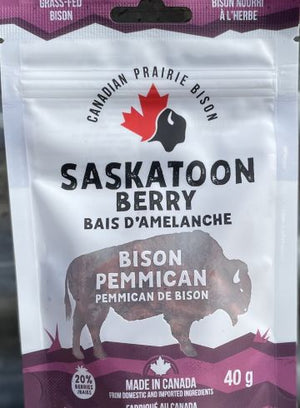 GRASS-FED
BISON
BISON NOURRI
À L'HERBE
CANADIAN PRAIRIE BISON
SASKATOON
BERRY
BAIS D'AMELANCHE
BISON
PEMMICAN
PEMMICAN DE BISON
20%
BERRIES
/BAIES
MADE IN CANADA
FROM DOMESTIC AND IMPORTED INGREDIENTS
40 g
FABRIQUÉ AU CANADA